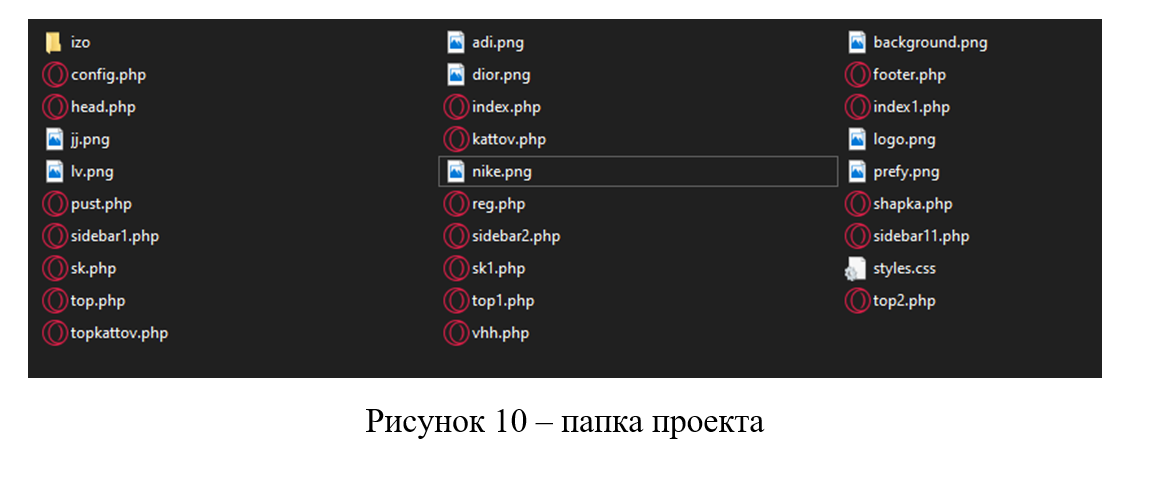 izo adi.png background.png
config.php dior.png footer.php
head.php index.php index1.php
jj.png kattov.php logo.png
lv.png nike.png prefy.png
pust.php reg.php shapka.php
sidebar1.php sidebar2.php sidebar11.php
sk.php sk1.php styles.css
top.php top1.php top2.php
topkattov.php vhh.php
Рисунок 10 – папка проекта